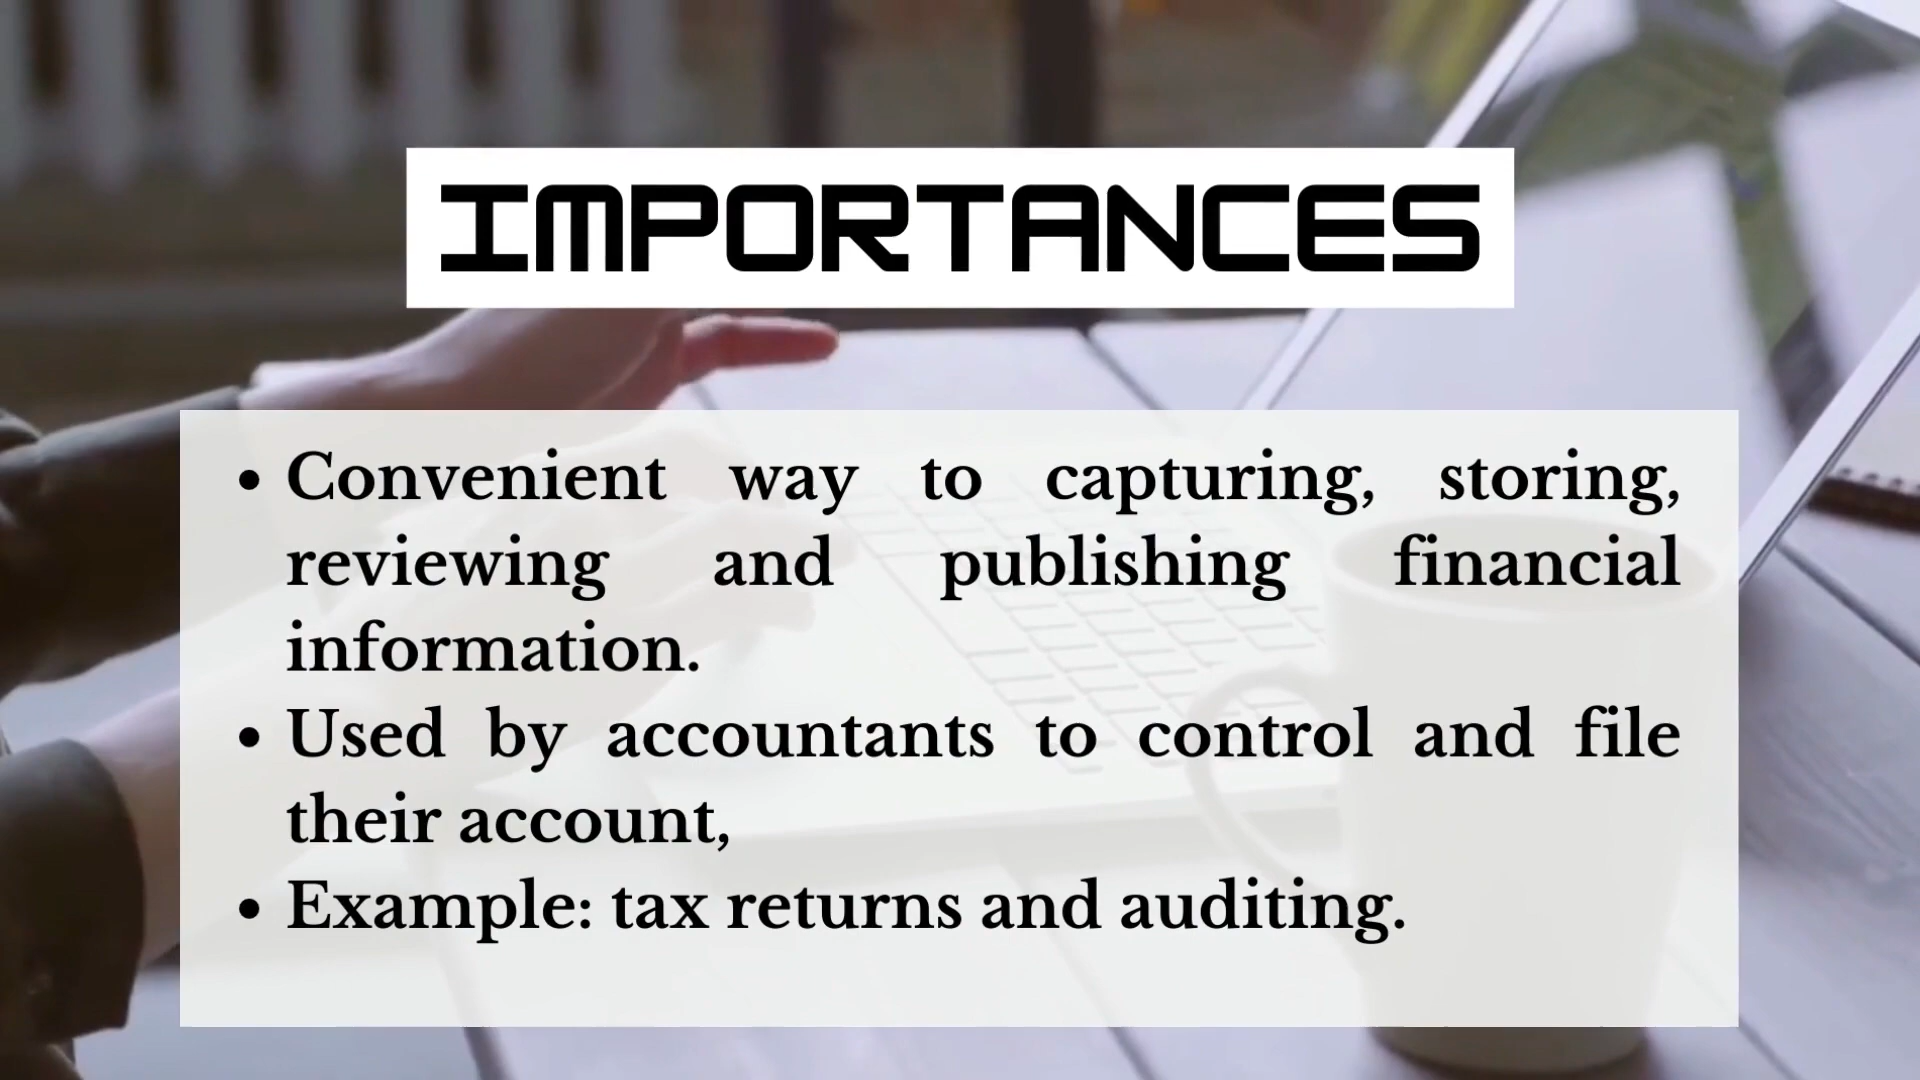 IMPORTANCES
• Convenient way to capturing, storing,
reviewing and publishing financial
information.
• Used by accountants to control and file
their account,
• Example: tax returns and auditing.